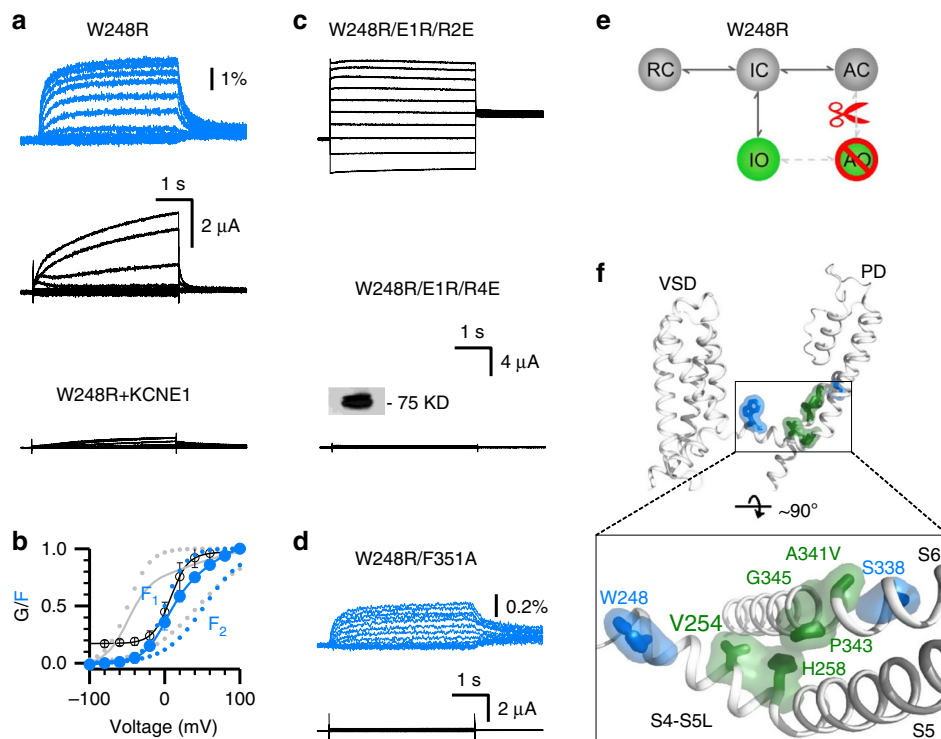 a
W248R
1%
1 s
2 µA
W248R+KCNE1
b
1.0
0.5
0.0
G/F
F1
F2
−100
0
100
Voltage (mV)
c
W248R/E1R/R2E
W248R/E1R/R4E
1 s
4 µA
- 75 KD
d
W248R/F351A
0.2%
1 s
2 µA
e
W248R
RC
IC
AC
IO
AO
f
VSD
PD
~90°
A341V
S6
G345
S338
W248
V254
P343
H258
S4-S5L
S5